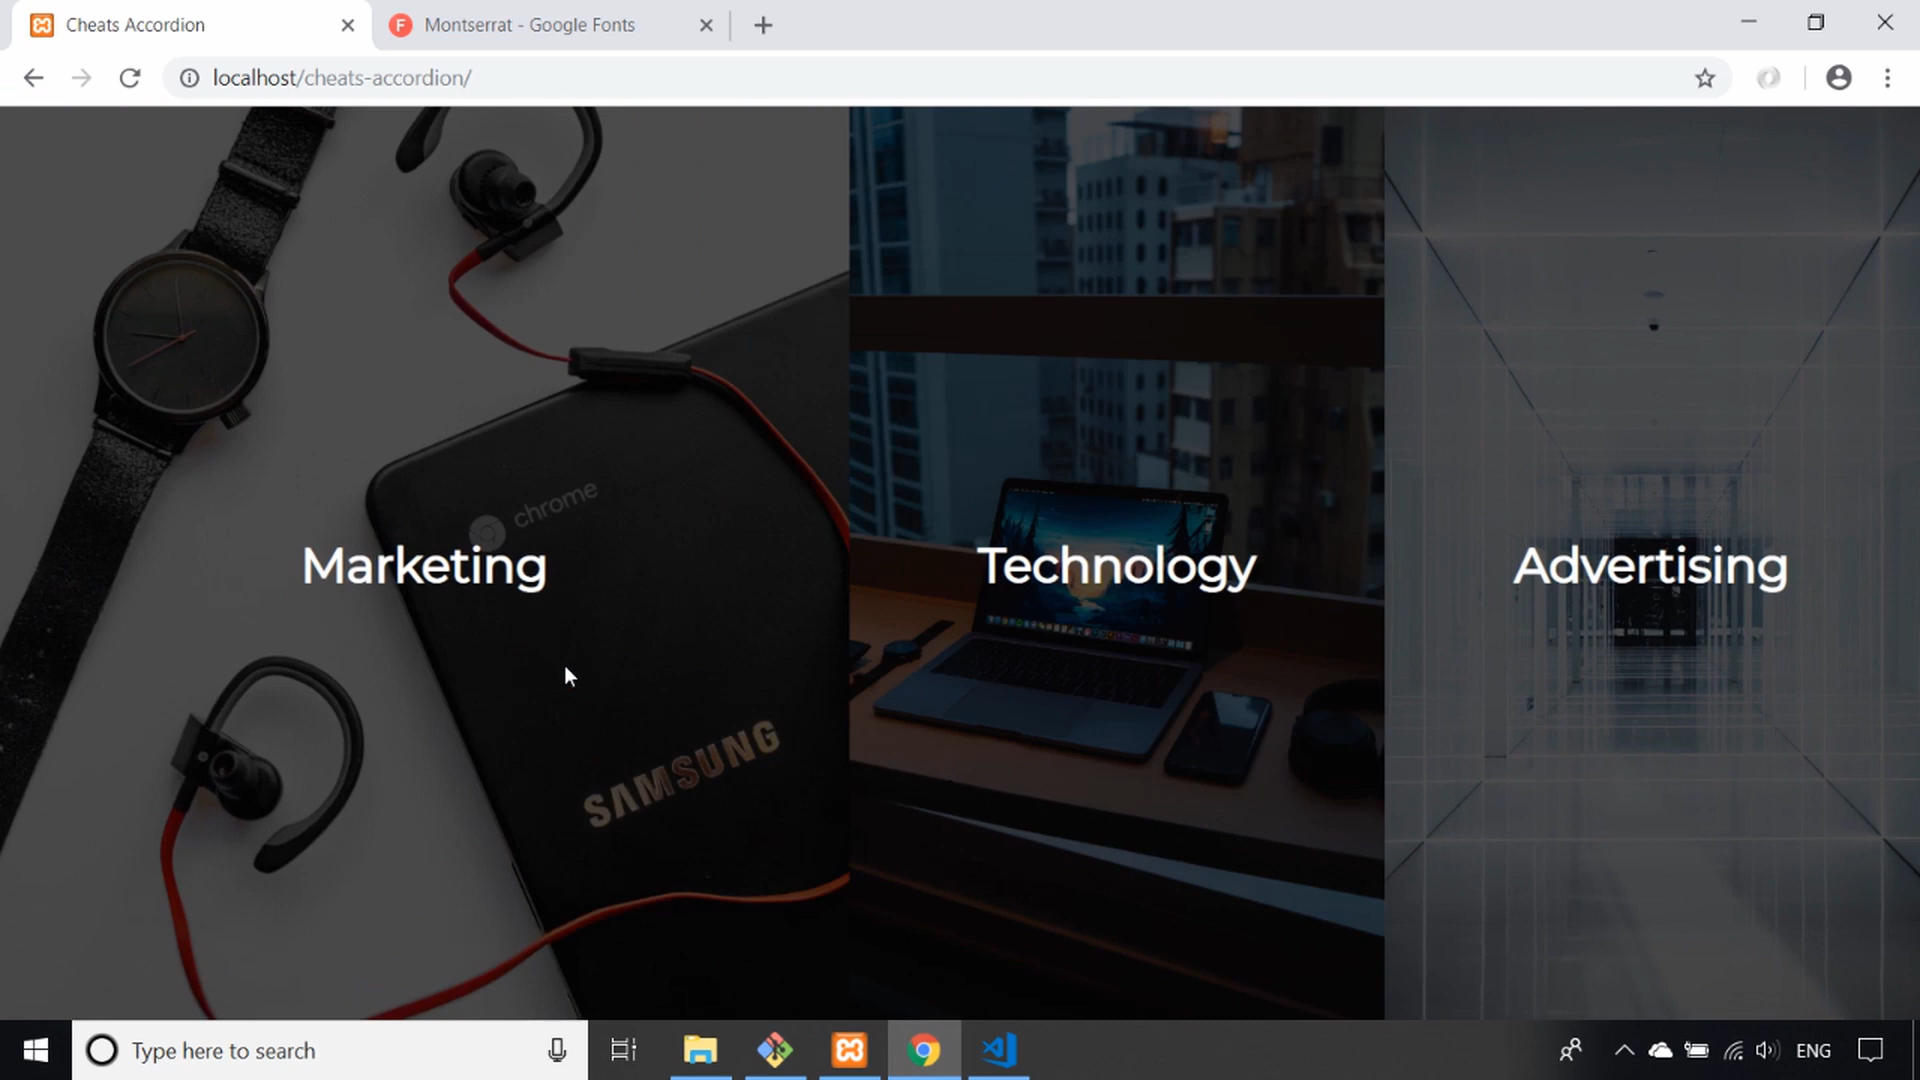 Cheats Accordion
Montserrat - Google Fonts
localhost/cheats-accordion/
chrome
Marketing
Technology
Advertising
SAMSUNG
Type here to search
ENG